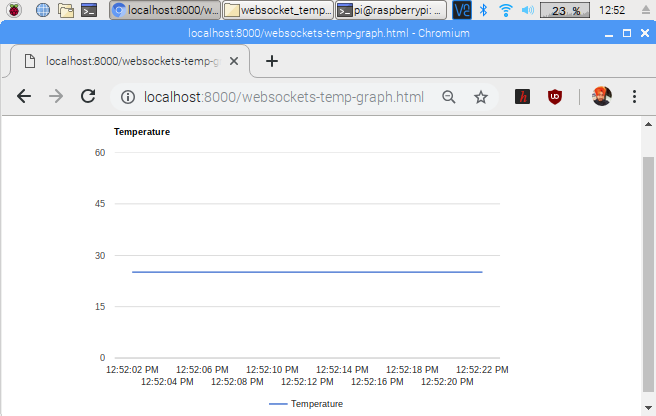 localhost:8000/w...
websocket_temp...
pi@raspberrypi: ...
V2
23 %
12:52
localhost:8000/websockets-temp-graph.html - Chromium
localhost:8000/websockets-temp-g
localhost:8000/websockets-temp-graph.html
h
Temperature
60
45
30
15
0
12:52:02 PM 12:52:06 PM 12:52:10 PM 12:52:14 PM 12:52:18 PM 12:52:22 PM
12:52:04 PM 12:52:08 PM 12:52:12 PM 12:52:16 PM 12:52:20 PM
Temperature